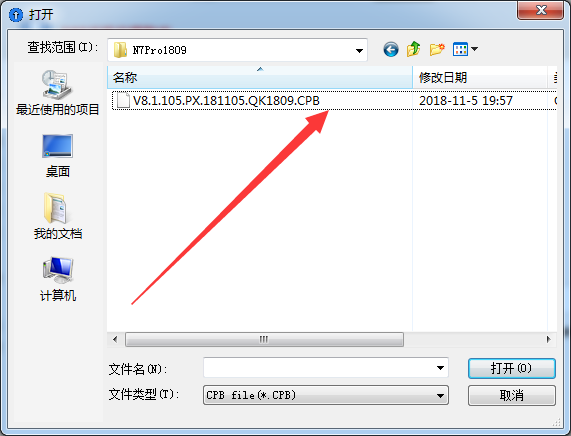 打开
查找范围(I):
N7Pro1809
名称
修改日期
V8.1.105.PX.181105.QK1809.CPB
2018-11-5 19:57
最近使用的项目
桌面
我的文档
计算机
文件名(N):
打开(O)
文件类型(T):
CPB file(*.CPB)
取消